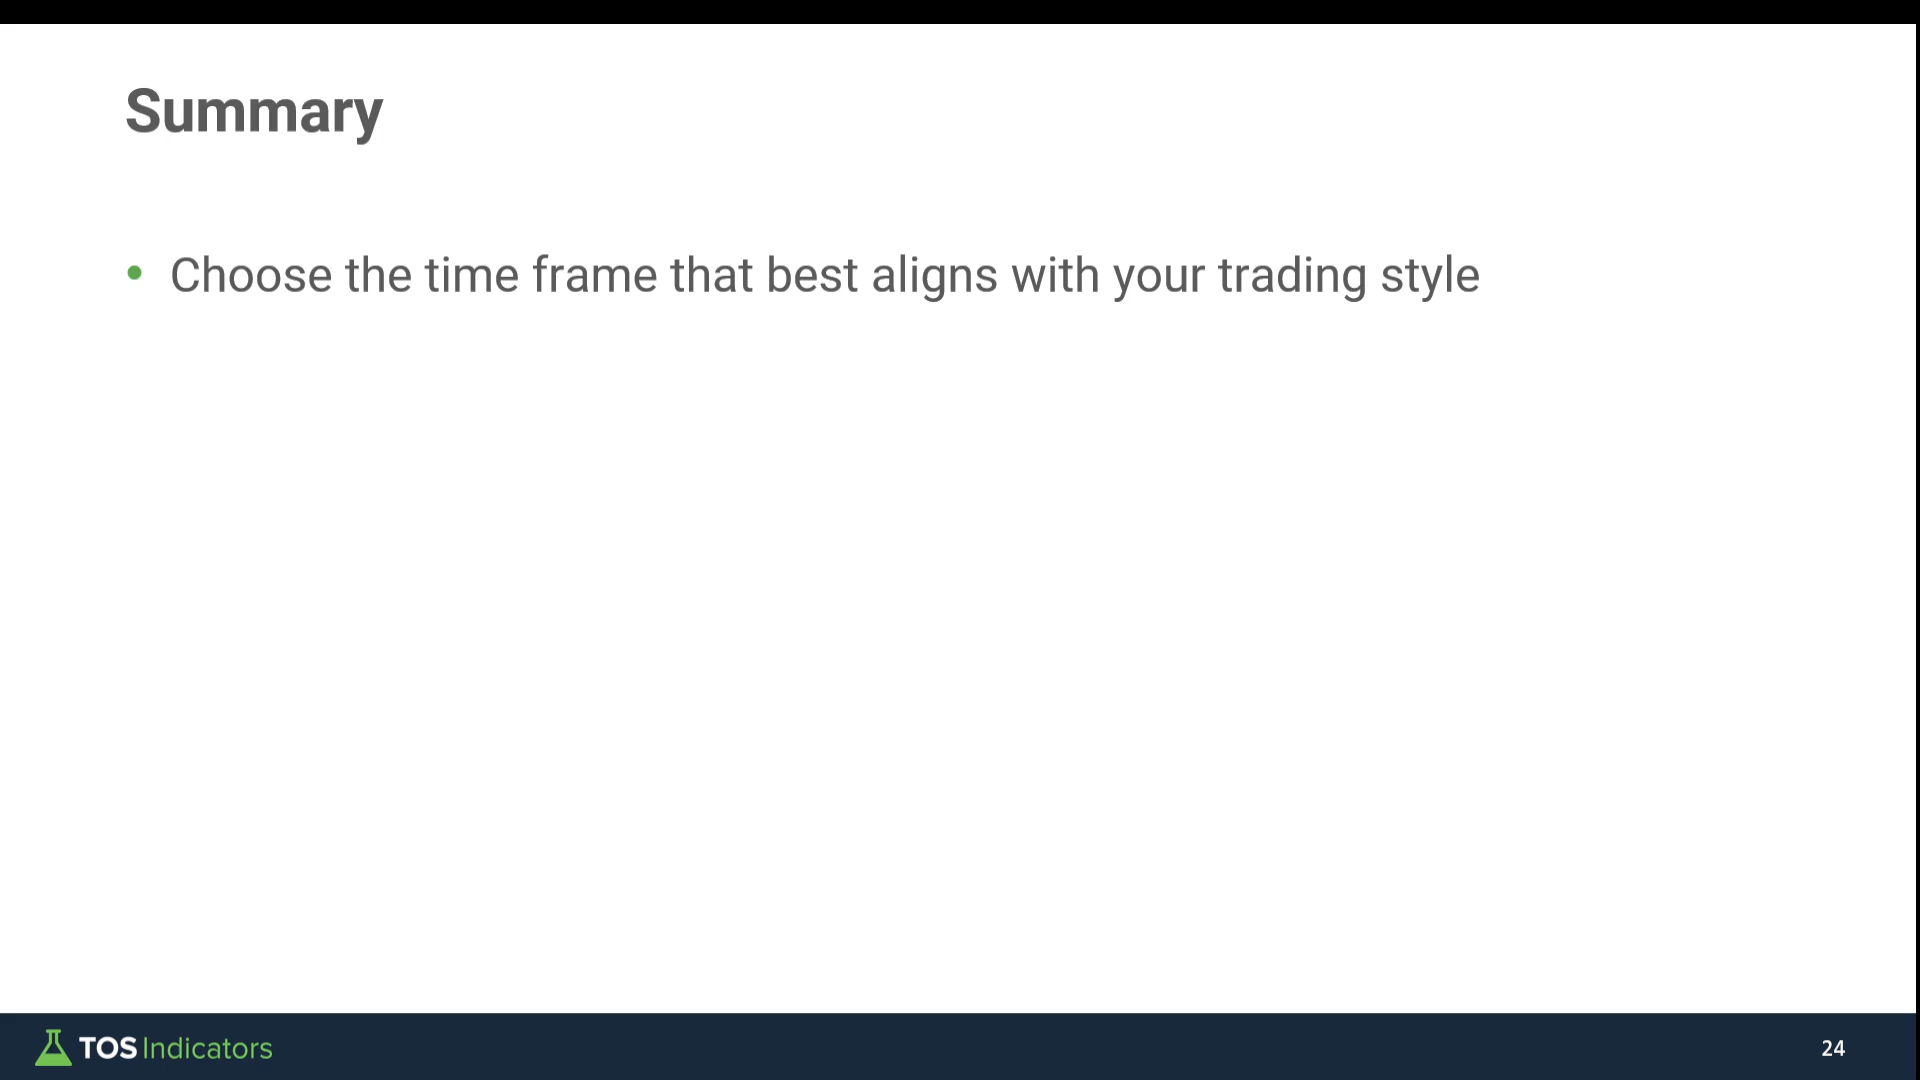 Summary
• Choose the time frame that best aligns with your trading style
TOS Indicators
24